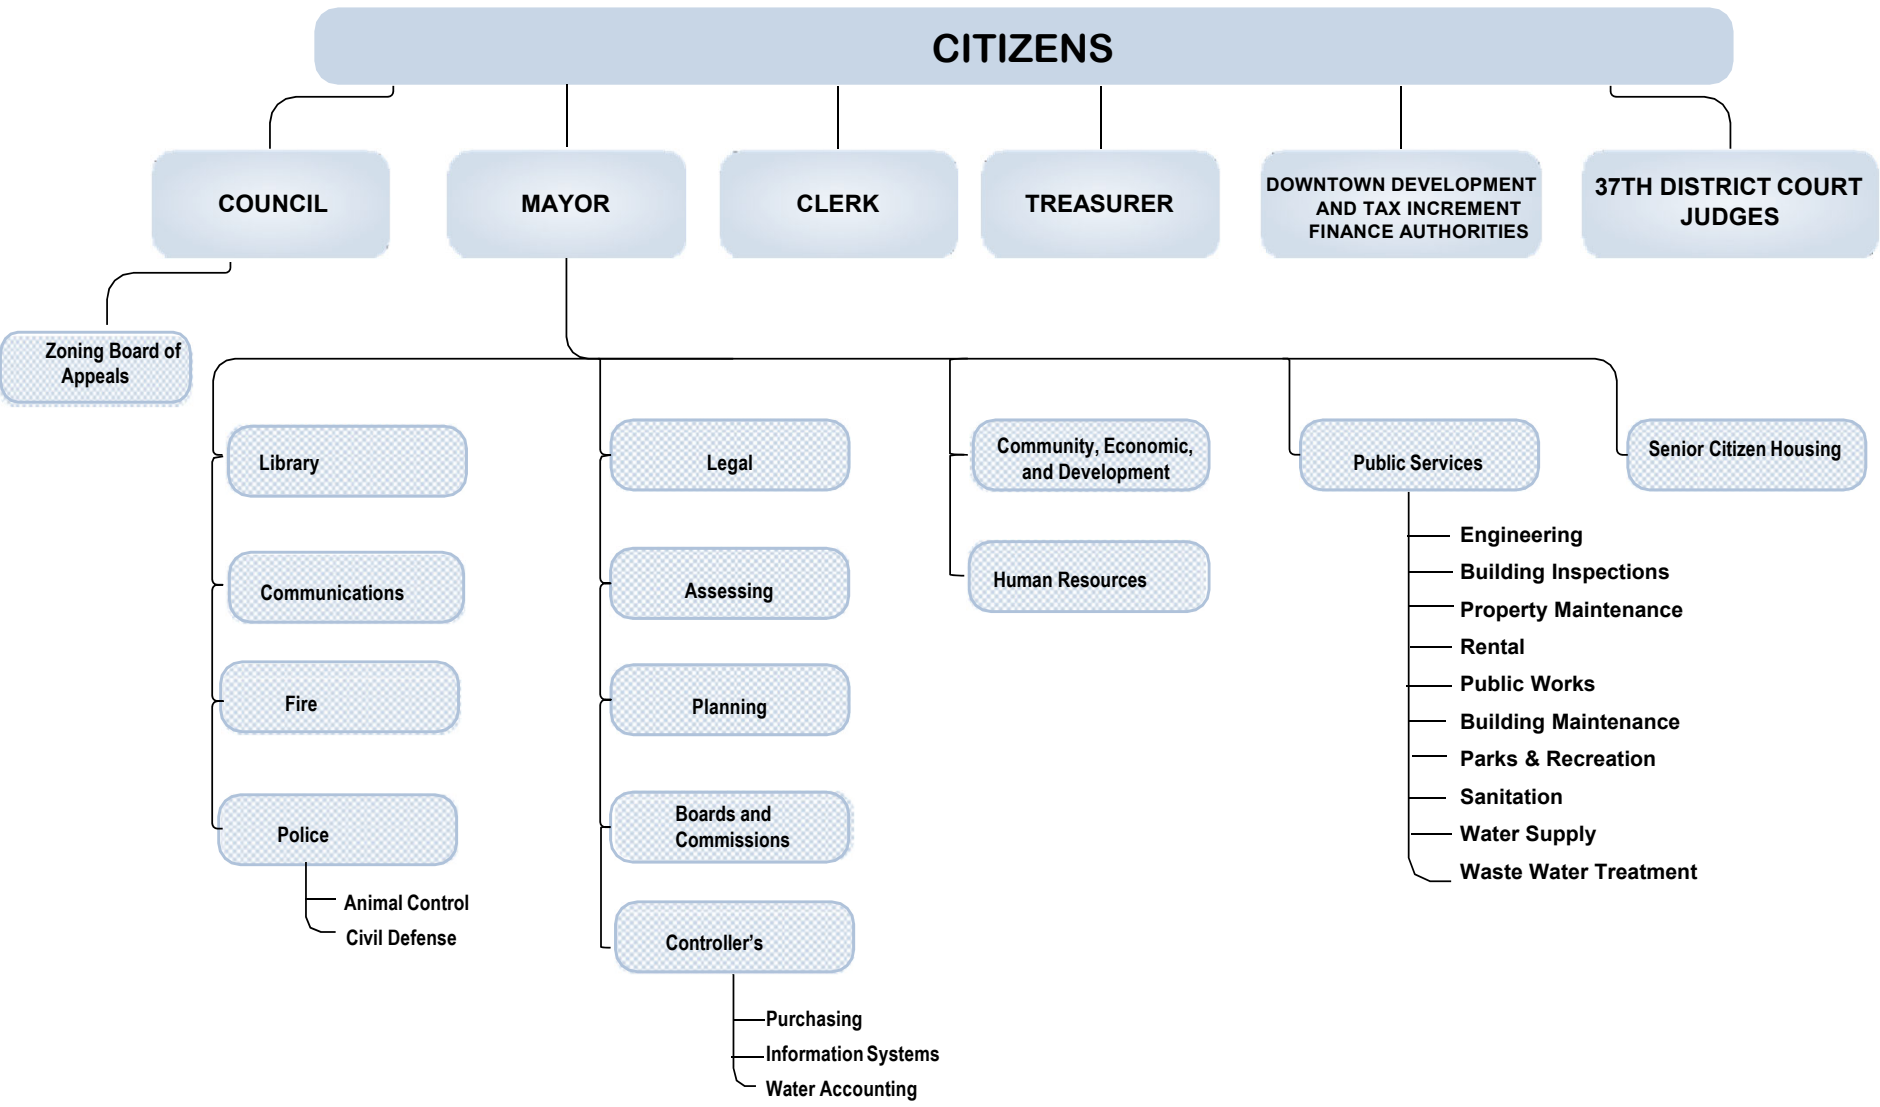 CITIZENS
COUNCIL
MAYOR
CLERK
TREASURER
DOWNTOWN DEVELOPMENT
AND TAX INCREMENT
FINANCE AUTHORITIES
37TH DISTRICT COURT
JUDGES
Zoning Board of
Appeals
Library
Communications
Fire
Police
Animal Control
Civil Defense
Legal
Assessing
Planning
Boards and
Commissions
Controller’s
Purchasing
Information Systems
Water Accounting
Community, Economic,
and Development
Human Resources
Public Services
Engineering
Building Inspections
Property Maintenance
Rental
Public Works
Building Maintenance
Parks & Recreation
Sanitation
Water Supply
Waste Water Treatment
Senior Citizen Housing